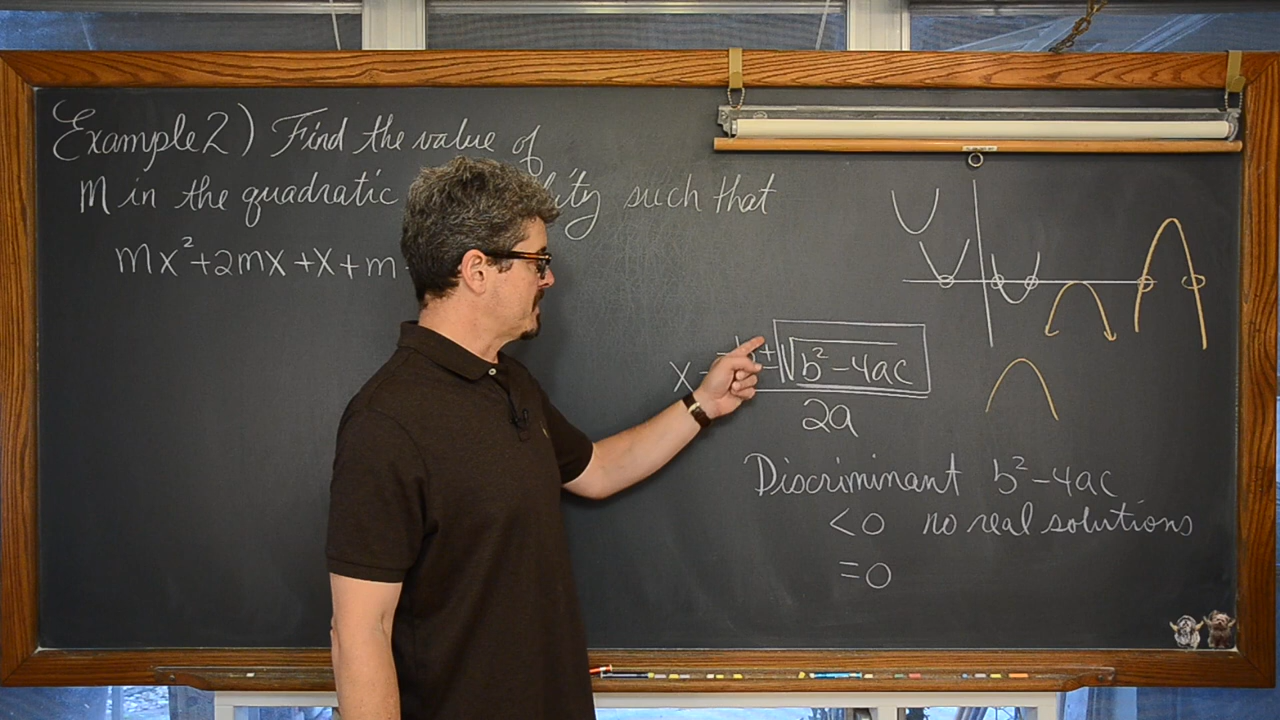 Example 2) Find the value of
m in the quadratic such that
mx²+2mx+x+m
-b±√b²-4ac
x
2a
Discriminant b²-4ac
<0 no real solutions
=0